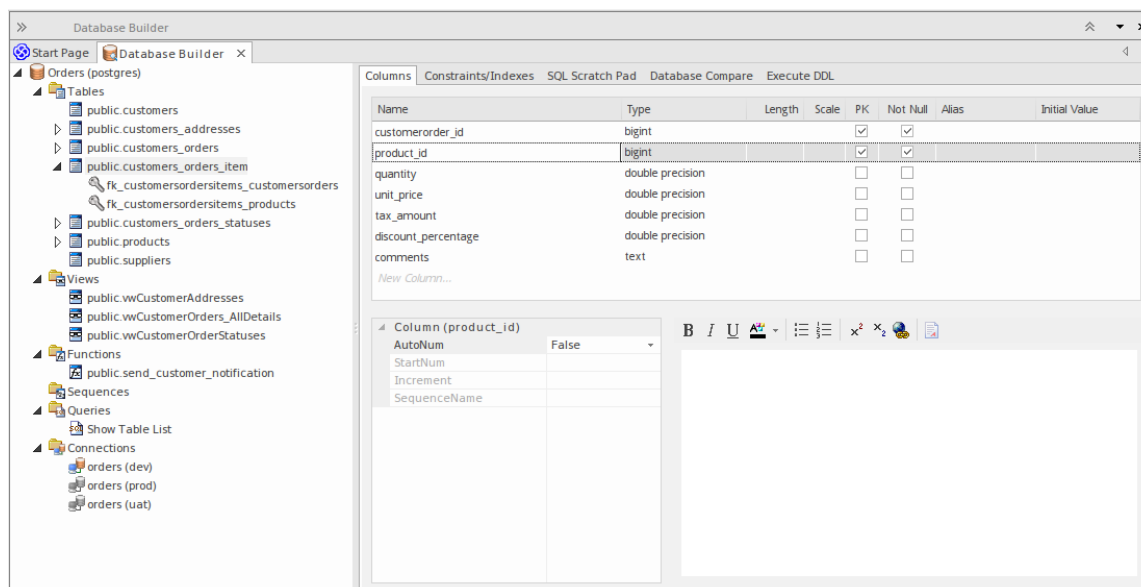 Database Builder
Start Page
Database Builder
Orders (postgres)
Tables
public.customers
public.customers_addresses
public.customers_orders
public.customers_orders_item
fk_customersordersitems_customersorders
fk_customersordersitems_products
public.customers_orders_statuses
public.products
public.suppliers
Views
public.vwCustomerAddresses
public.vwCustomerOrders_AllDetails
public.vwCustomerOrderStatuses
Functions
public.send_customer_notification
Sequences
Queries
Show Table List
Connections
orders (dev)
orders (prod)
orders (uat)
Columns Constraints/Indexes SQL Scratch Pad Database Compare Execute DDL
Name Type Length Scale PK Not Null Alias Initial Value
customerorder_id bigint
product_id bigint
quantity double precision
unit_price double precision
tax_amount double precision
discount_percentage double precision
comments text
New Column...
Column (product_id)
AutoNum False
StartNum
Increment
SequenceName
B I U A x² x₂